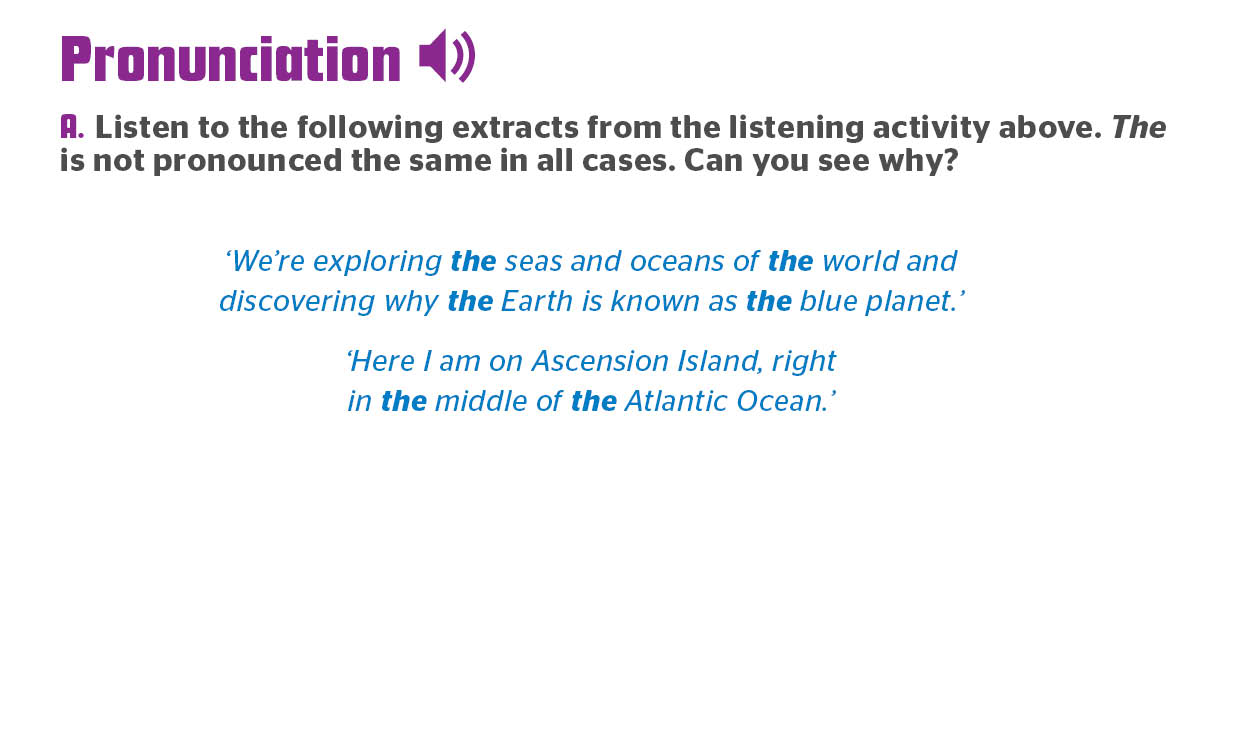 Pronunciation
A. Listen to the following extracts from the listening activity above. The
is not pronounced the same in all cases. Can you see why?
‘We’re exploring the seas and oceans of the world and
discovering why the Earth is known as the blue planet.’
‘Here I am on Ascension Island, right
in the middle of the Atlantic Ocean.’